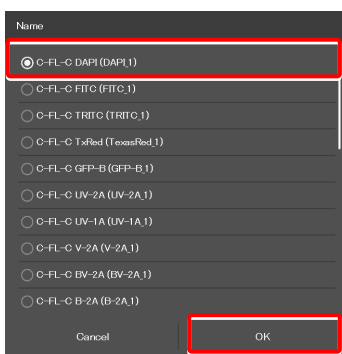 Name
C-FL-C DAPI (DAPI_1)
C-FL-C FITC (FITC_1)
C-FL-C TRITC (TRITC_1)
C-FL-C TxRed (TexasRed_1)
C-FL-C GFP-B (GFP-B_1)
C-FL-C UV-2A (UV-2A_1)
C-FL-C UV-1A (UV-1A_1)
C-FL-C V-2A (V-2A_1)
C-FL-C BV-2A (BV-2A_1)
C-FL-C B-2A (B-2A_1)
Cancel
OK